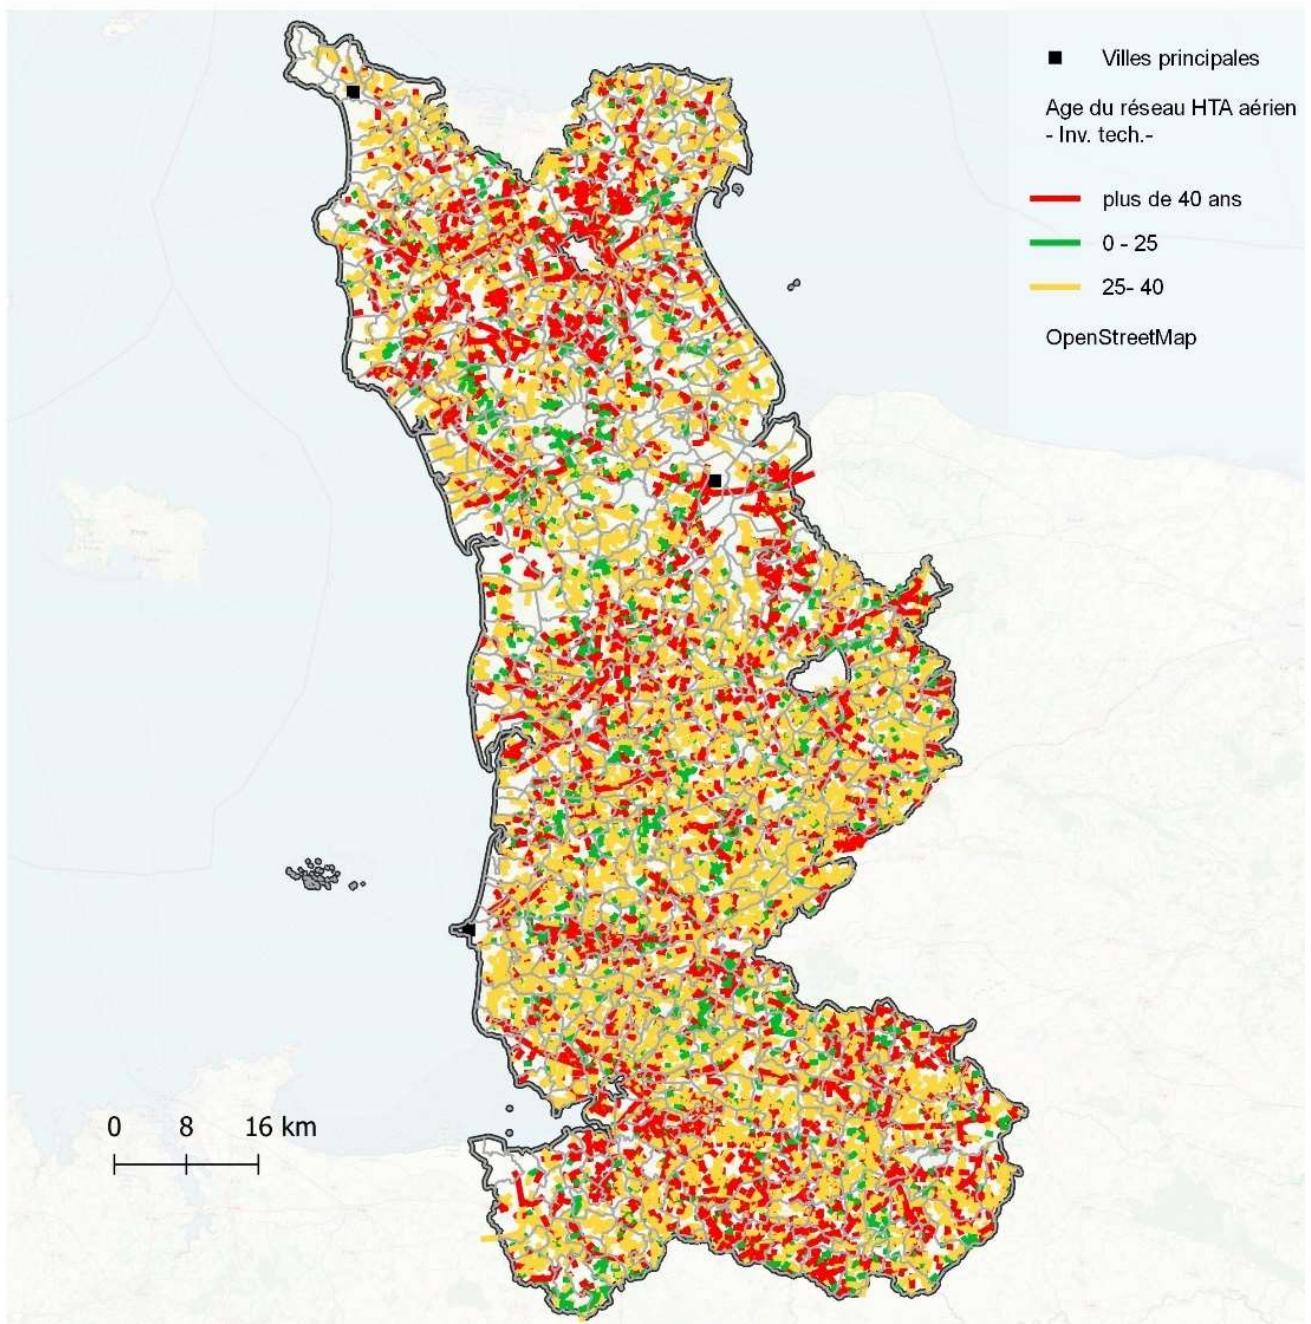 Villes principales
Age du réseau HTA aérien
- Inv. tech.-
plus de 40 ans
0 - 25
25- 40
OpenStreetMap
0 8 16 km